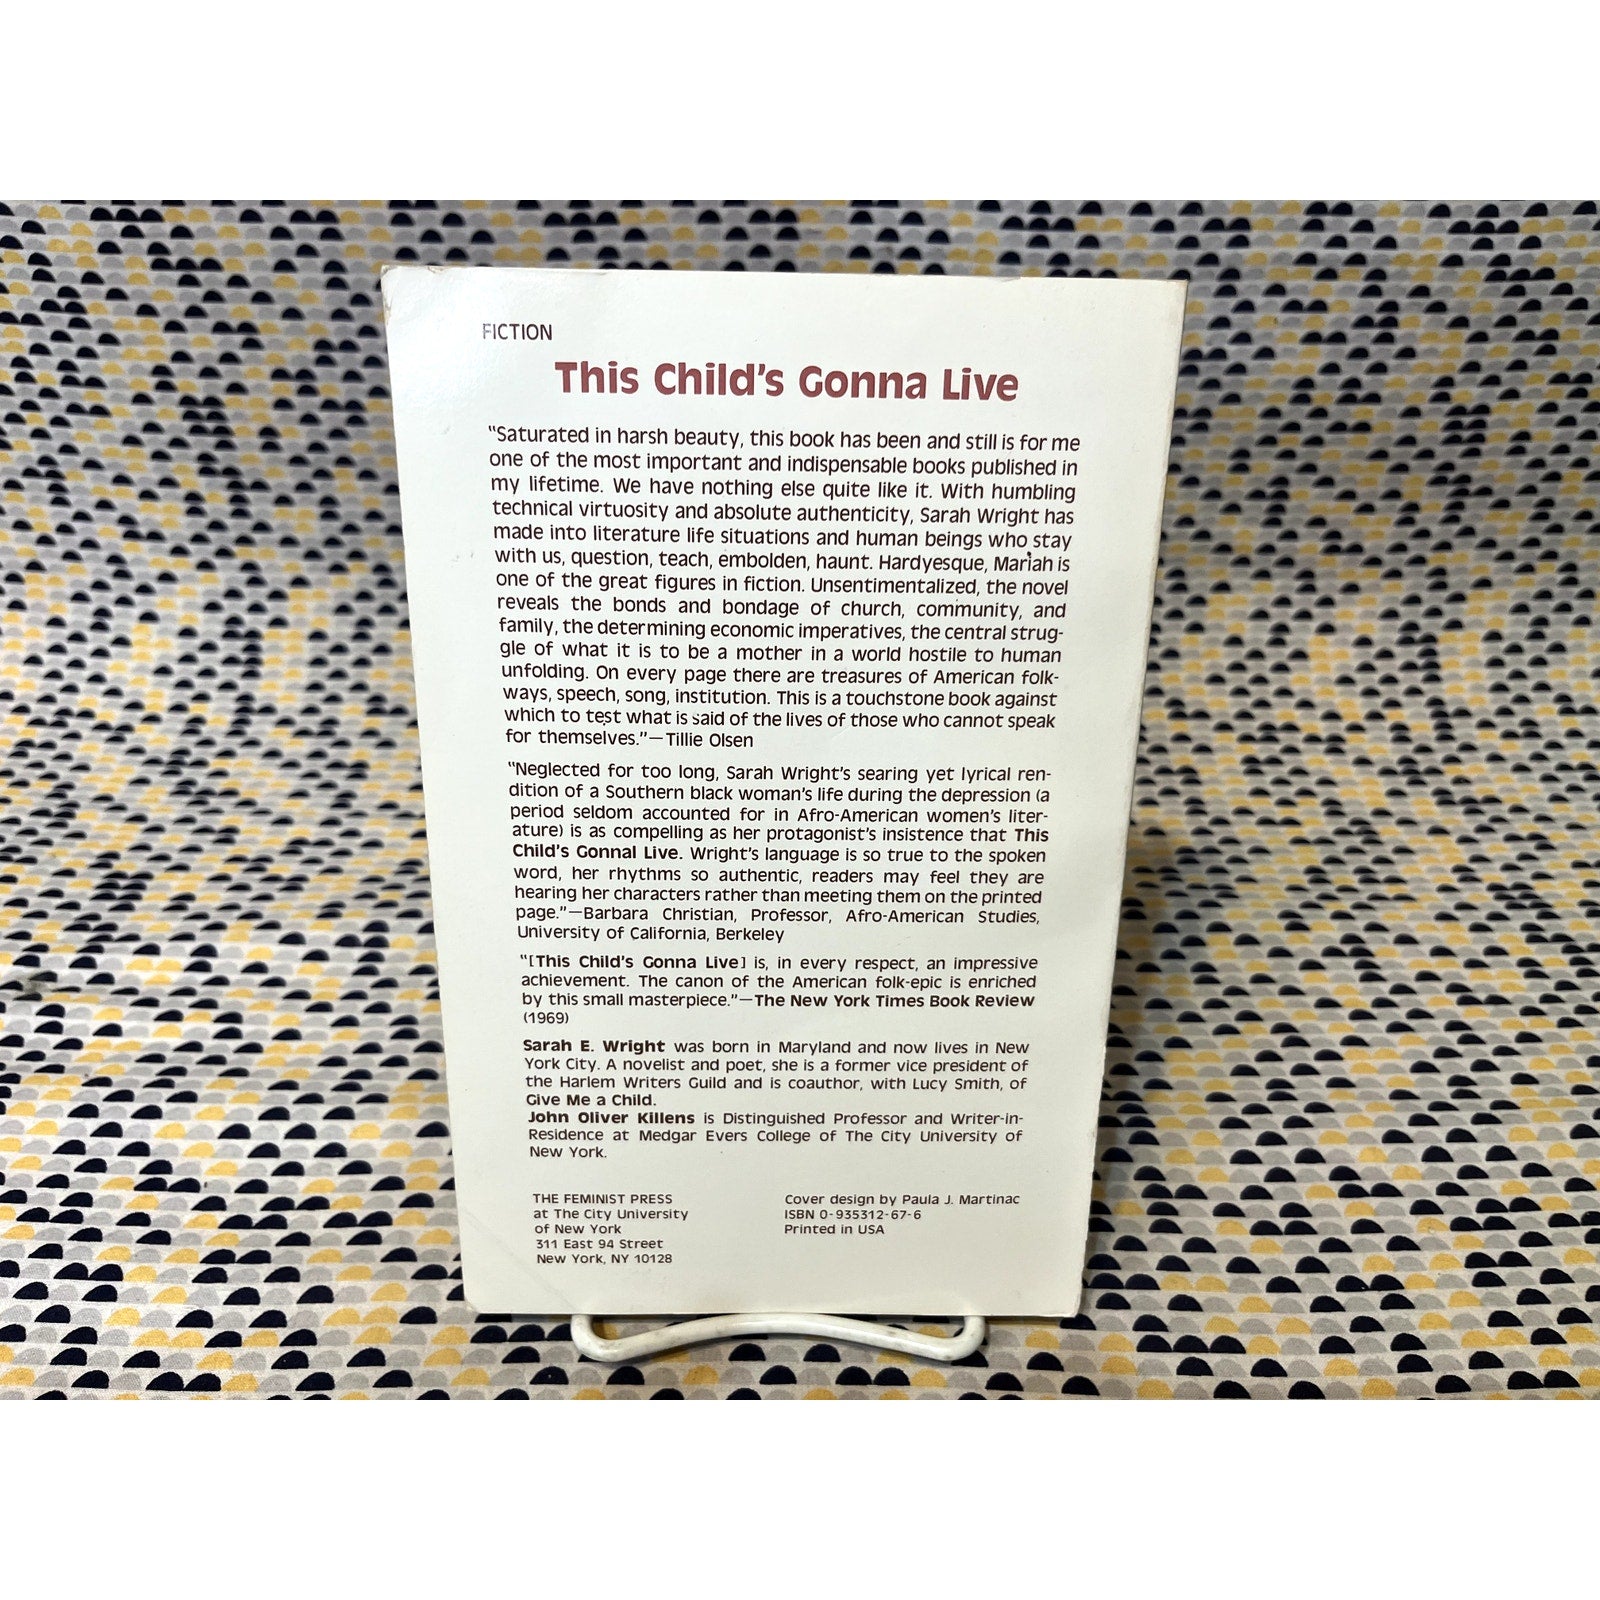 FICTION
This Child's Gonna Live
"Saturated in harsh beauty, this book has been and still is for me
one of the most important and indispensable books published in
my lifetime. We have nothing else quite like it. With humbling
technical virtuosity and absolute authenticity, Sarah Wright has
made into literature life situations and human beings who stay
with us, question, teach, embolden, haunt. Hardyesque, Mariah is
one of the great figures in fiction. Unsentimentalized, the novel
reveals the bonds and bondage of church, community, and
family, the determining economic imperatives, the central strug-
gle of what it is to be a mother in a world hostile to human
unfolding. On every page there are treasures of American folk-
ways, speech, song, institution. This is a touchstone book against
which to test what is said of the lives of those who cannot speak
for themselves."—Tillie Olsen
"Neglected for too long, Sarah Wright's searing yet lyrical ren-
dition of a Southern black woman's life during the depression (a
period seldom accounted for in Afro-American women's liter-
ature) is as compelling as her protagonist's insistence that This
Child's Gonnal Live. Wright's language is so true to the spoken
word, her rhythms so authentic, readers may feel they are
hearing her characters rather than meeting them on the printed
page."—Barbara Christian, Professor, Afro-American Studies,
University of California, Berkeley
"[This Child's Gonna Live] is, in every respect, an impressive
achievement. The canon of the American folk-epic is enriched
by this small masterpiece."—The New York Times Book Review
(1969)
Sarah E. Wright was born in Maryland and now lives in New
York City. A novelist and poet, she is a former vice president of
the Harlem Writers Guild and is coauthor, with Lucy Smith, of
Give Me a Child.
John Oliver Killens is Distinguished Professor and Writer-in-
Residence at Medgar Evers College of The City University of
New York.
THE FEMINIST PRESS
at The City University
of New York
311 East 94 Street
New York, NY 10128
Cover design by Paula J. Martinac
ISBN 0-935312-67-6
Printed in USA